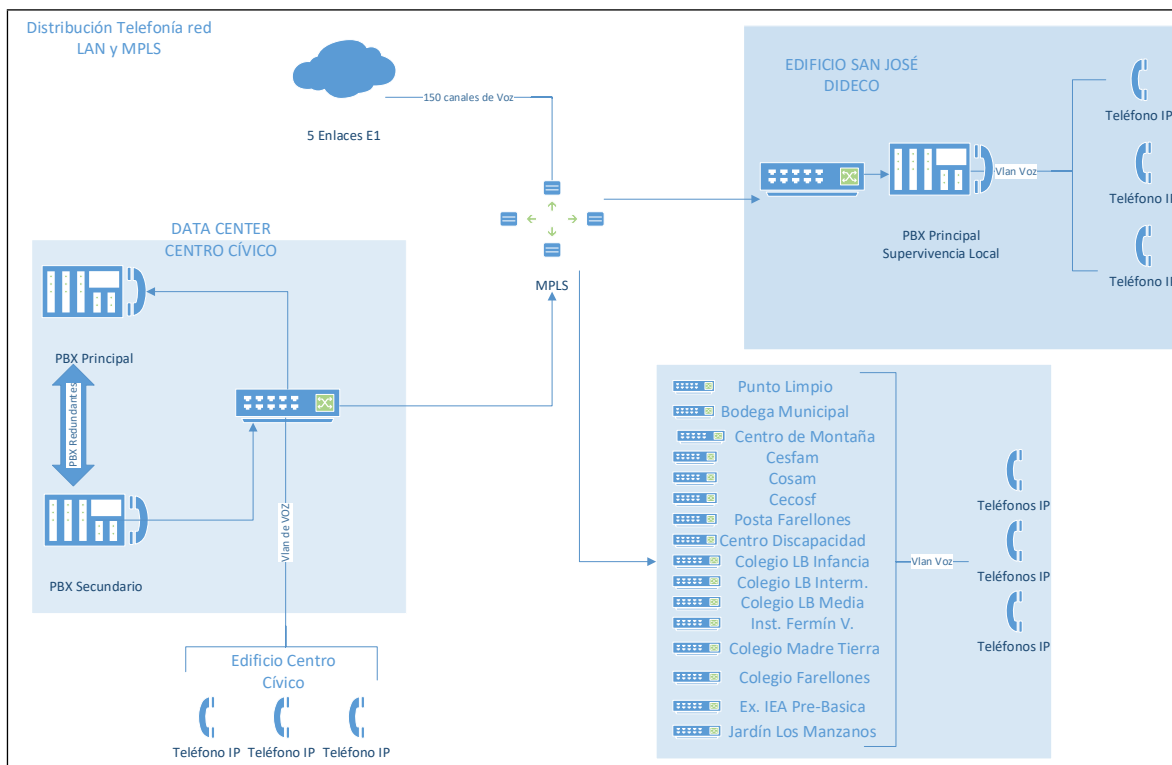 Distribución Telefonía red
LAN y MPLS
150 canales de Voz
5 Enlaces E1
EDIFICIO SAN JOSÉ
DIDECO
Teléfono IP
Teléfono IP
Teléfono IP
Vlan Voz
PBX Principal
Supervivencia Local
MPLS
DATA CENTER
CENTRO CÍVICO
PBX Principal
PBX Redundantes
PBX Secundario
Vlan de VOZ
Edificio Centro
Cívico
Teléfono IP
Teléfono IP
Teléfono IP
Punto Limpio
Bodega Municipal
Centro de Montaña
Cesfam
Cosam
Cecosf
Posta Farellones
Centro Discapacidad
Colegio LB Infancia
Colegio LB Interm.
Colegio LB Media
Inst. Fermín V.
Colegio Madre Tierra
Colegio Farellones
Ex. IEA Pre-Basica
Jardín Los Manzanos
Vlan Voz
Teléfonos IP
Teléfonos IP
Teléfonos IP